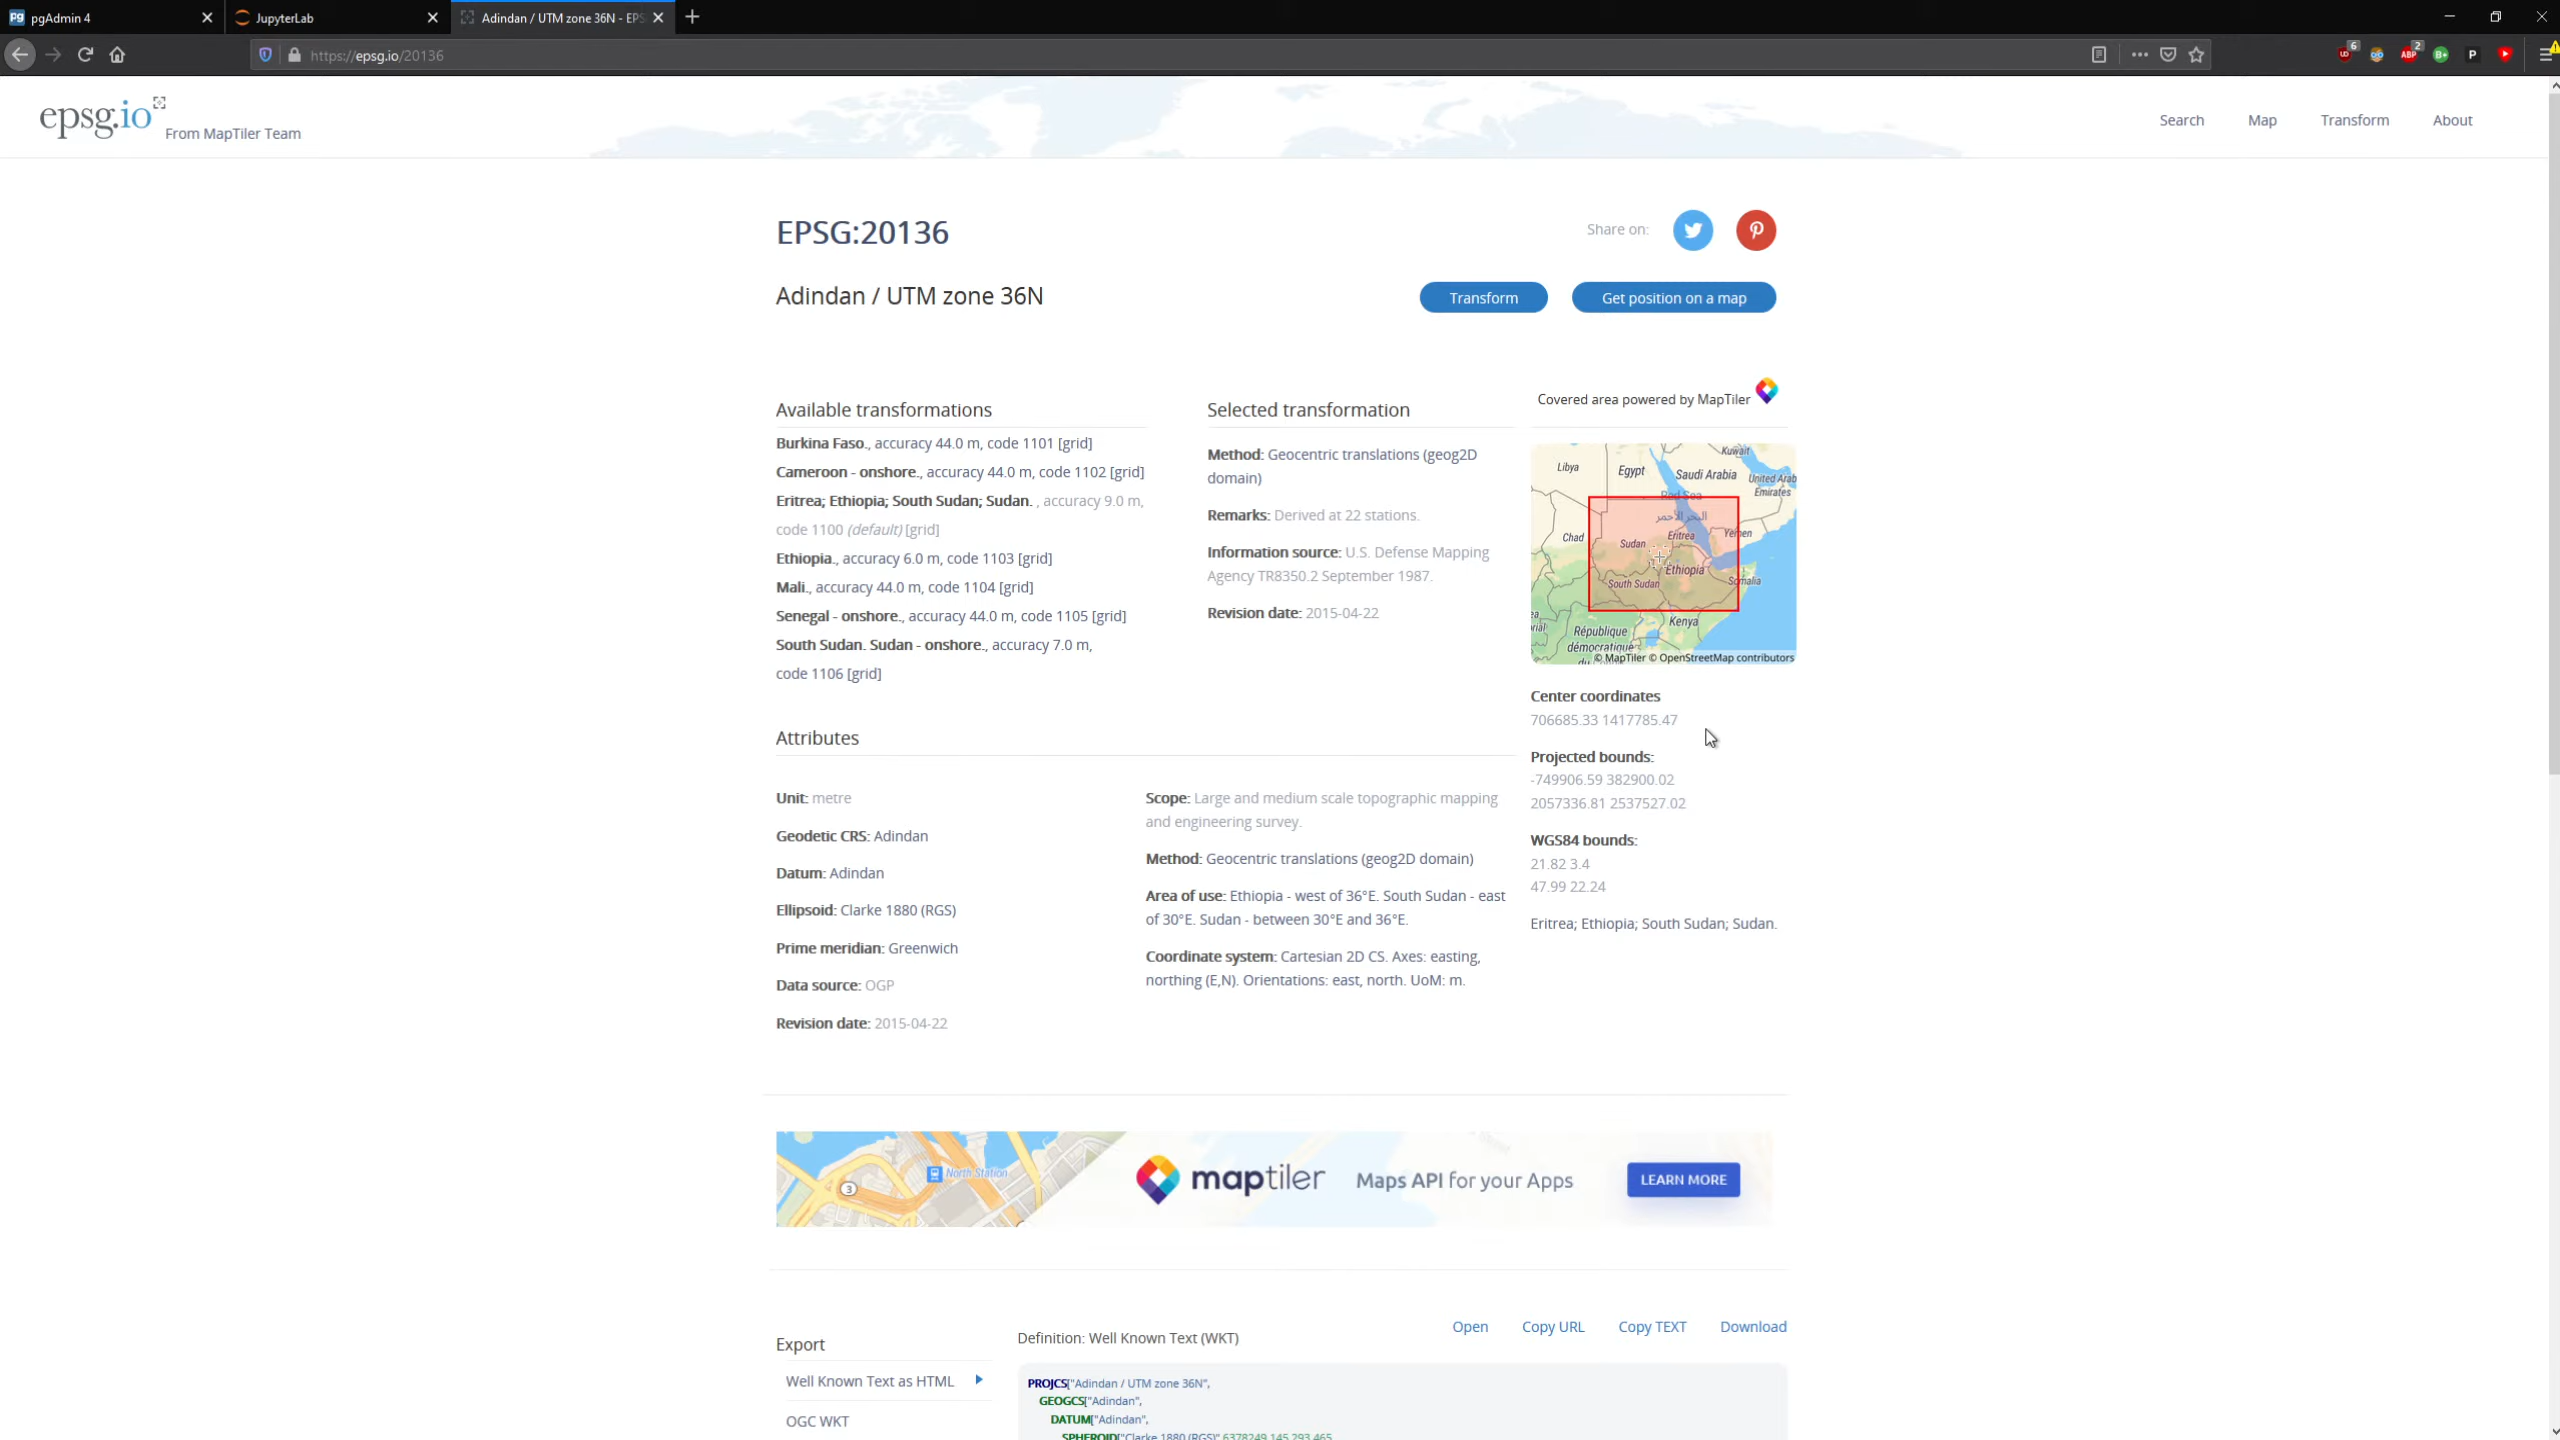 pgAdmin 4
JupyterLab
Adindan / UTM zone 36N - EPS
https://epsg.io/20136
6
2
epsg.io
From MapTiler Team
Search
Map
Transform
About
EPSG:20136
Share on:
Adindan / UTM zone 36N
Transform
Get position on a map
Available transformations
Burkina Faso., accuracy 44.0 m, code 1101 [grid]
Cameroon - onshore., accuracy 44.0 m, code 1102 [grid]
Eritrea; Ethiopia; South Sudan; Sudan. , accuracy 9.0 m,
code 1100 (default) [grid]
Ethiopia., accuracy 6.0 m, code 1103 [grid]
Mali., accuracy 44.0 m, code 1104 [grid]
Senegal - onshore., accuracy 44.0 m, code 1105 [grid]
South Sudan. Sudan - onshore., accuracy 7.0 m,
code 1106 [grid]
Selected transformation
Method: Geocentric translations (geog2D
domain)
Remarks: Derived at 22 stations.
Information source: U.S. Defense Mapping
Agency TR8350.2 September 1987.
Revision date: 2015-04-22
Covered area powered by MapTiler
Kuwait
Libya
Egypt
Saudi Arabia
United Arab
Emirates
Red Sea
البحر الأحمر
Chad
Sudan
Eritrea
Yemen
Ethiopia
South Sudan
Somalia
Kenya
République
démocratique
du
© MapTiler © OpenStreetMap contributors
Center coordinates
706685.33 1417785.47
Projected bounds:
-749906.59 382900.02
2057336.81 2537527.02
WGS84 bounds:
21.82 3.4
47.99 22.24
Eritrea; Ethiopia; South Sudan; Sudan.
Attributes
Unit: metre
Geodetic CRS: Adindan
Datum: Adindan
Ellipsoid: Clarke 1880 (RGS)
Prime meridian: Greenwich
Data source: OGP
Revision date: 2015-04-22
Scope: Large and medium scale topographic mapping
and engineering survey.
Method: Geocentric translations (geog2D domain)
Area of use: Ethiopia - west of 36°E. South Sudan - east
of 30°E. Sudan - between 30°E and 36°E.
Coordinate system: Cartesian 2D CS. Axes: easting,
northing (E,N). Orientations: east, north. UoM: m.
3
North Station
maptiler
Maps API for your Apps
LEARN MORE
Export
Well Known Text as HTML
OGC WKT
Definition: Well Known Text (WKT)
Open
Copy URL
Copy TEXT
Download
PROJCS["Adindan / UTM zone 36N",
GEOGCS["Adindan",
DATUM["Adindan",
SPHEROID["Clarke 1880 (RGS)",6378249.145,293.465,